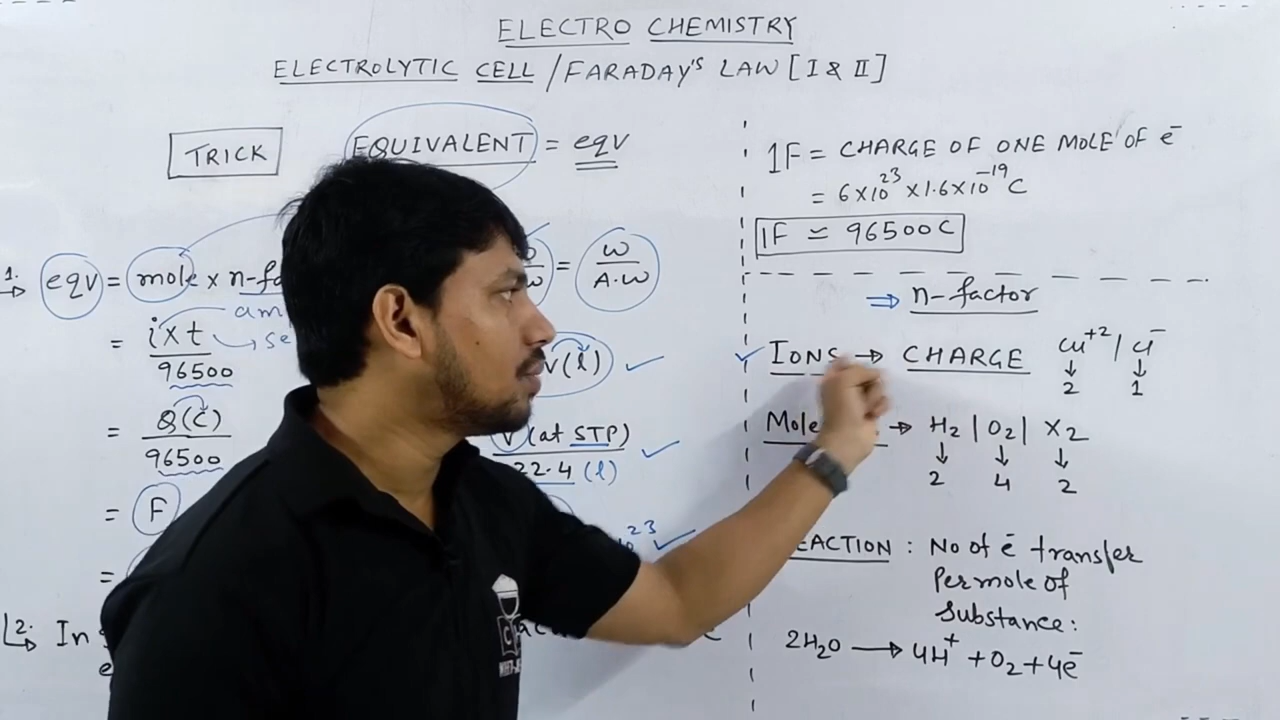 ELECTRO CHEMISTRY
ELECTROLYTIC CELL / FARADAY'S LAW [I & II]
TRICK
EQUIVALENT = eqv
1. eqv = mole × n-fa
w = w/A·W
am
= i×t/96500
se
V(l)
= Q(C)/96500
V(at STP)/22.4 (l)
= F
23
=
2. In
1F = CHARGE OF ONE MOLE OF e⁻
= 6×10²³ × 1.6×10⁻¹⁹ C
1F ≃ 96500C
⇒ n-factor
IONS → CHARGE Cu⁺² / Cl⁻
↓ ↓
2 1
Mole → H₂ | O₂ | X₂
↓ ↓ ↓
2 4 2
EACTION : No of e⁻ transfer
Per mole of
Substance:
2H₂O → 4H⁺ + O₂ + 4e⁻